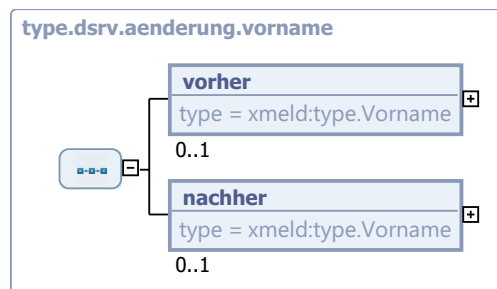 type.dsrv.aenderung.vorname
vorher
type = xmeld:type.Vorname
0..1
nachher
type = xmeld:type.Vorname
0..1